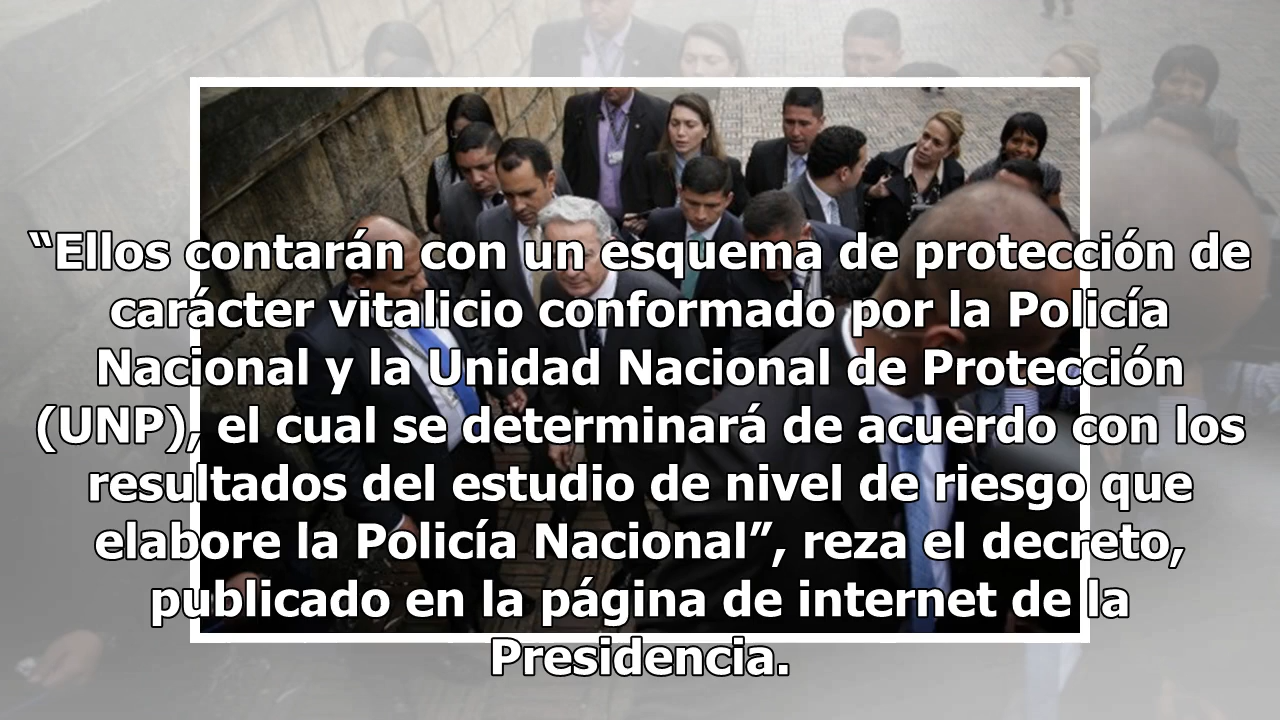 “Ellos contarán con un esquema de protección de
carácter vitalicio conformado por la Policía
Nacional y la Unidad Nacional de Protección
(UNP), el cual se determinará de acuerdo con los
resultados del estudio de nivel de riesgo que
elabore la Policía Nacional”, reza el decreto,
publicado en la página de internet de la
Presidencia.